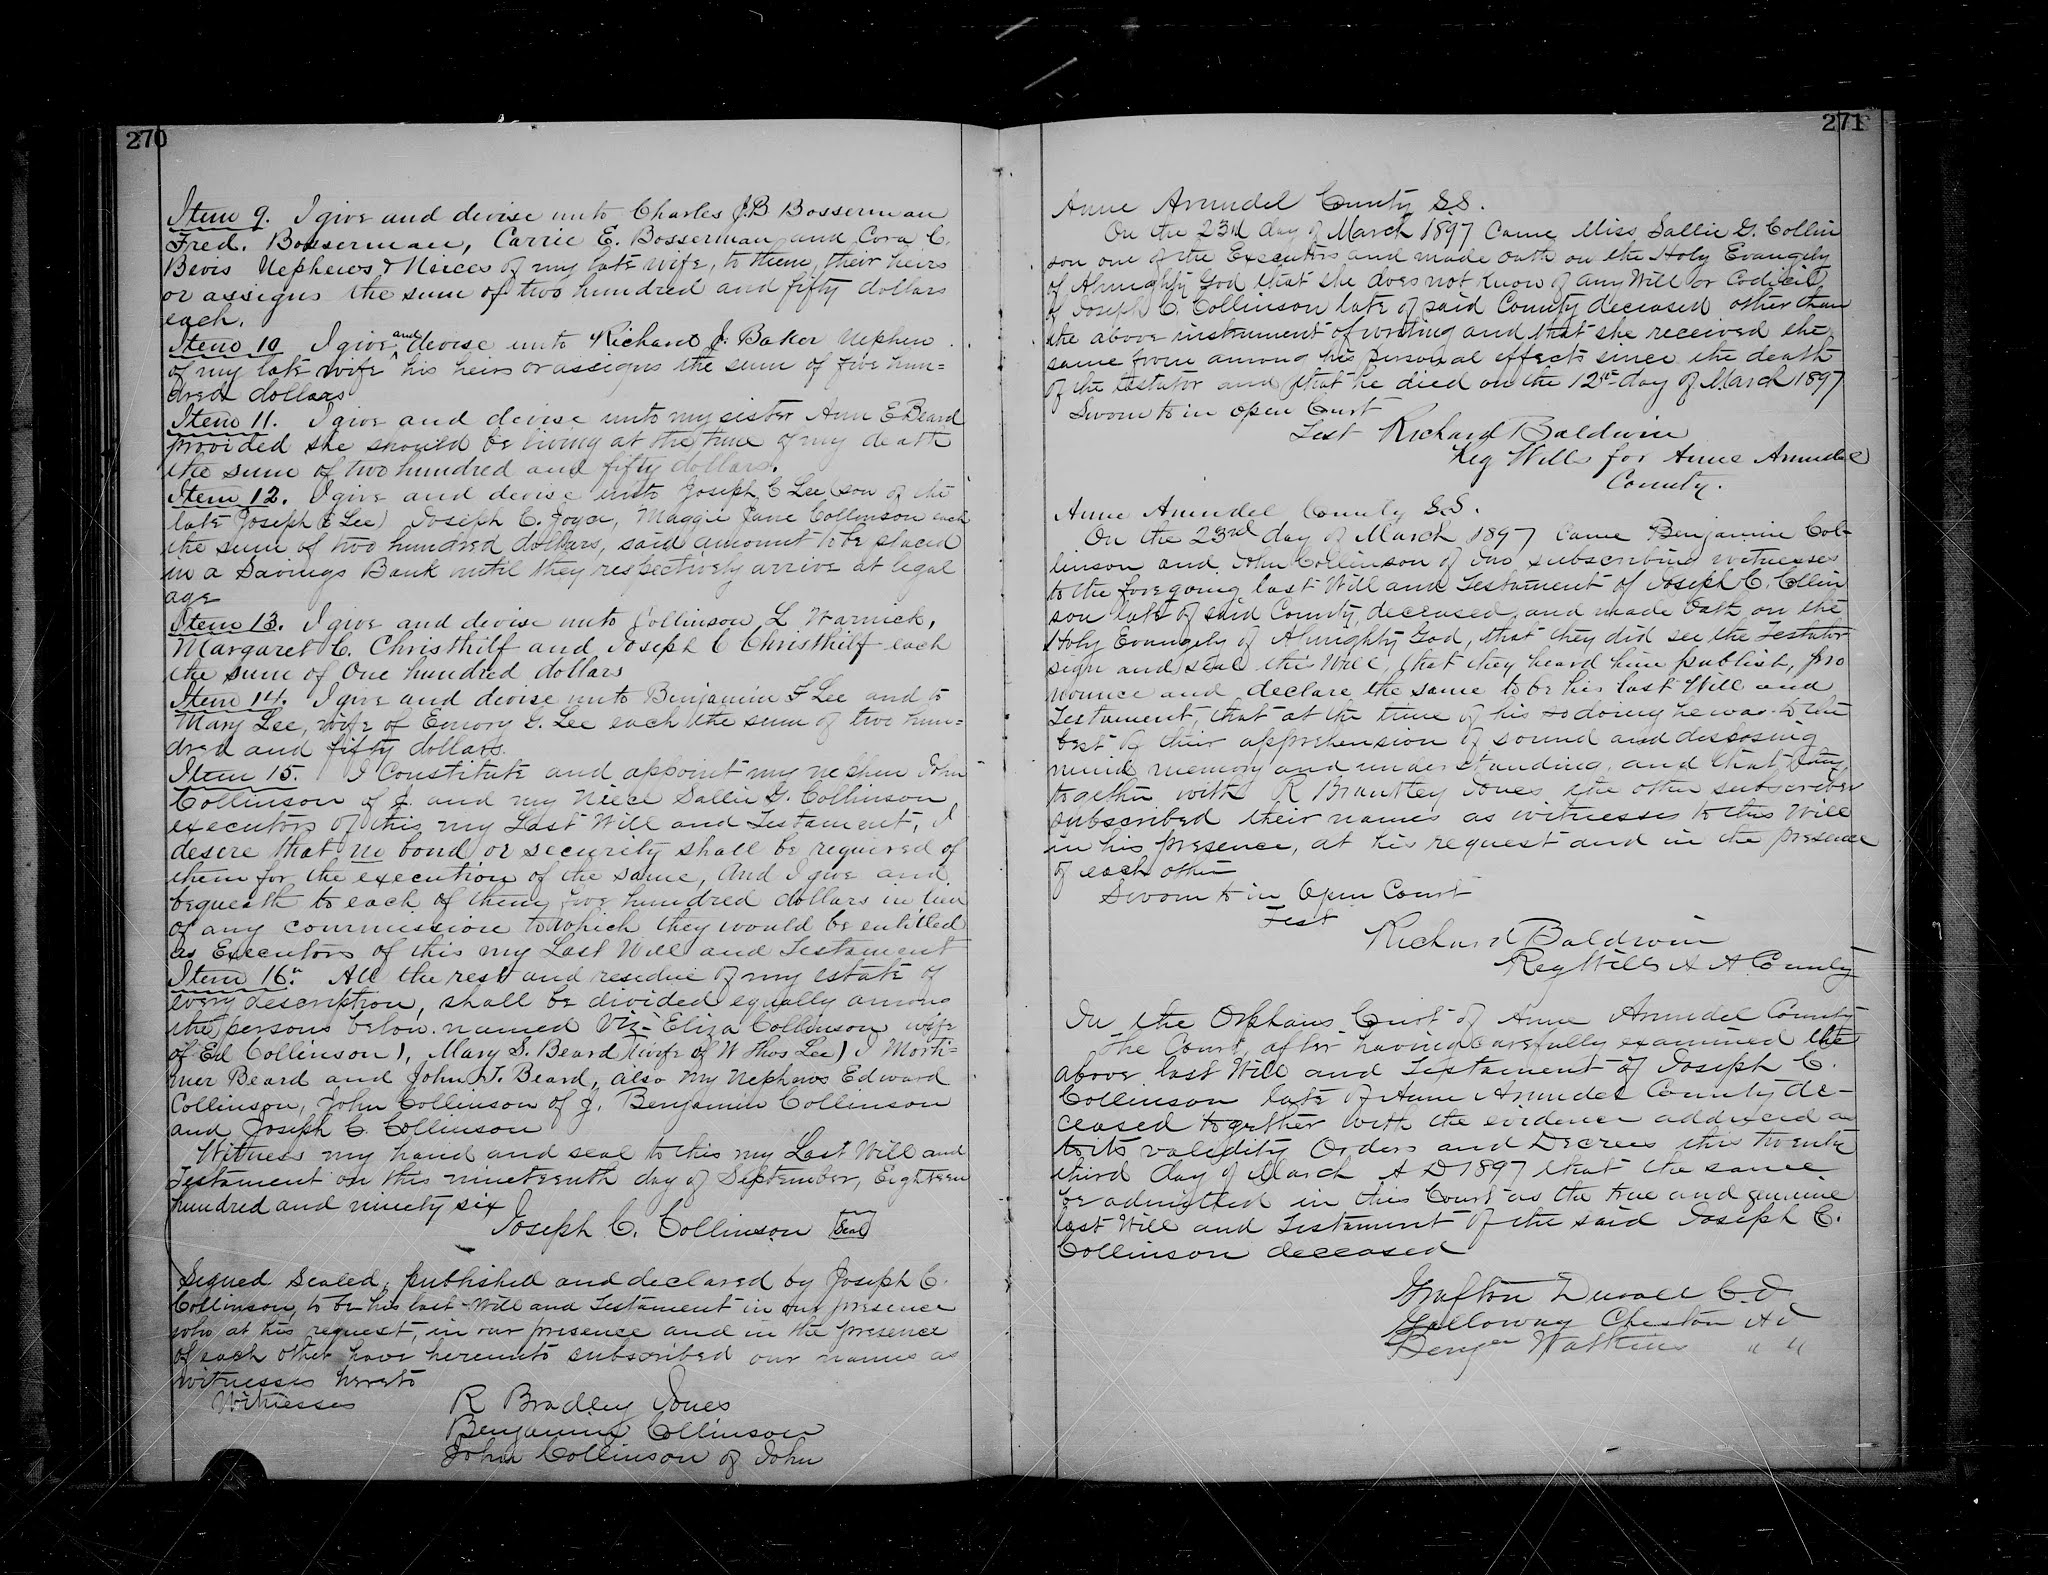 270
Item 9. I give and devise unto Charles J.B Bosserman
Fred. Bosserman, Carrie E. Bosserman and Cora C.
Bevis Nephews & Nieces of my late wife, to them, their heirs
or assigns the sum of two hundred and fifty dollars
each.
Item 10 I give and devise unto Richard J. Baker Nephew
of my late wife his heirs or assigns the sum of five hun=
dred dollars
Item 11. I give and devise unto my sister Ann E Beard
provided she should be living at the time of my death
the sum of two hundred and fifty dollars.
Item 12. I give and devise unto Joseph C Lee (son of the
late Joseph E Lee) Joseph C. Joyce, Maggie Jane Collinson each
the sum of two hundred dollars, said amount to be placed
in a Savings Bank until they respectively arrive at legal
age
Item 13. I give and devise unto Collinson L Warnick,
Margaret C. Christhilf and Joseph C Christhilf each
the sum of One hundred dollars
Item 14. I give and devise unto Benjamin F Lee and to
Mary Lee, wife of Emory G. Lee each the sum of two hun=
dred and fifty dollars.
Item 15. I Constitute and appoint my nephew John
Collinson of J. and my Niece Sallie G. Collinson
executors of this my Last Will and Testament, I
desire that no bond or security shall be required of
them for the execution of the same, And I give and
bequeath to each of them five hundred dollars in lieu
of any commission to which they would be entitled
as Executors of this my Last Will and Testament
Item 16". All the rest and residue of my estate of
every description, shall be divided equally among
the persons below named Viz- Eliza Collinson wife
of Ed Collinson), Mary S. Beard (wife of W Thos Lee) J Morti-
mer Beard and John T. Beard, also my Nephews Edward
Collinson, John Collinson of J. Benjamin Collinson
and Joseph C. Collinson
Witness my hand and seal to this my Last Will and
Testament on this nineteenth day of September, Eighteen
hundred and ninety six
Joseph C. Collinson Seal
Signed Sealed, published and declared by Joseph C.
Collinson, to be his last Will and Testament in our presence
who at his request, in our presence and in the presence
of each other have hereunto subscribed our names as
witnesses hereto
Witnesses R Bradley Jones
Benjamin Collinson
John Collinson of John
271
Anne Arundel County S.S.
On the 23rd day of March 1897 came Miss Sallie G. Collin
son one of the Executors and made oath on the Holy Evangely
of Almighty God that she does not know of any Will or Codicil
of Joseph C. Collinson late of said County deceased other than
the above instrument of writing and that she received the
same from among his personal effects since the death
of the testator and that he died on the 12th day of March 1897
Sworn to in open Court
Test Richard Baldwin
Reg Wills for Anne Arundel
County.
Anne Arundel County S.S.
On the 23rd day of March 1897 came Benjamin Col-
linson and John Collinson of Jno subscribing witnesses
to the foregoing last Will and Testament of Joseph C. Collin
son late of said County, deceased, and made Oath on the
Holy Evangely of Almighty God, that they did see the Testator
sign and seal this Will, that they heard him publish, pro
nounce and declare the same to be his last Will and
Testament, that at the time of his so doing he was to the
best of their apprehension of sound and disposing
mind memory and understanding, and that they
together with R Brantley Jones the other subscriber
subscribed their names as witnesses to this Will
in his presence, at his request and in the presence
of each other
Sworn to in Open Court
Test
Richard Baldwin
Reg Wills A A County
In the Orphans Court of Anne Arundel County
The Court, after having carefully examined the
above last Will and Testament of Joseph C.
Collinson late of Anne Arundel County de-
ceased together with the evidence adduced as
to its validity Orders and Decrees this twenty
third day of March A D 1897 that the same
be admitted in this Court as the true and genuine
last Will and Testament of the said Joseph C.
Collinson deceased
Grafton Duvall C.J
Galloway Cheston A J
Benjn Watkins " "